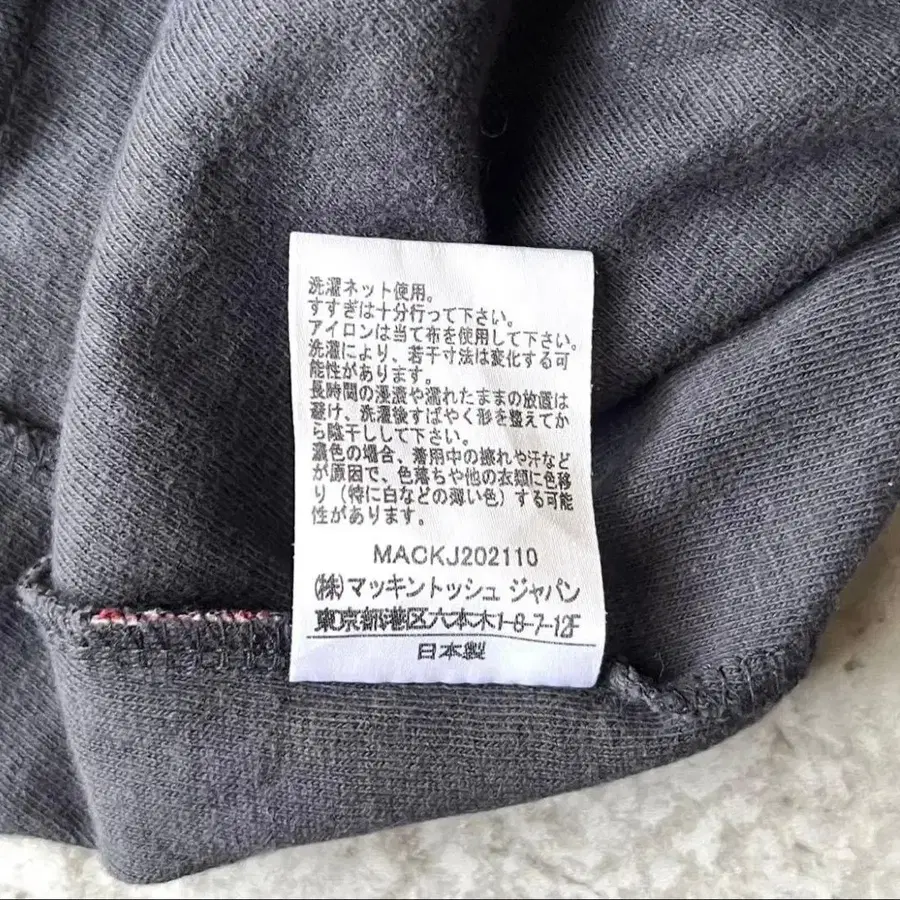 洗濯ネット使用。
すすぎは十分行って下さい。
アイロンは当て布を使用して下さい。
洗濯により、若干寸法は変化する可
能性があります。
長時間の浸漬や濡れたままの放置は
避け、洗濯後すばやく形を整えてか
ら陰干しして下さい。
濃色の場合、着用中の擦れや汗など
が原因で、色落ちや他の衣類に色移
り(特に白などの薄い色)する可能
性があります。
MACKJ202110
(株)マッキントッシュ ジャパン
東京都港区六本木1-8-7-12F
日本製